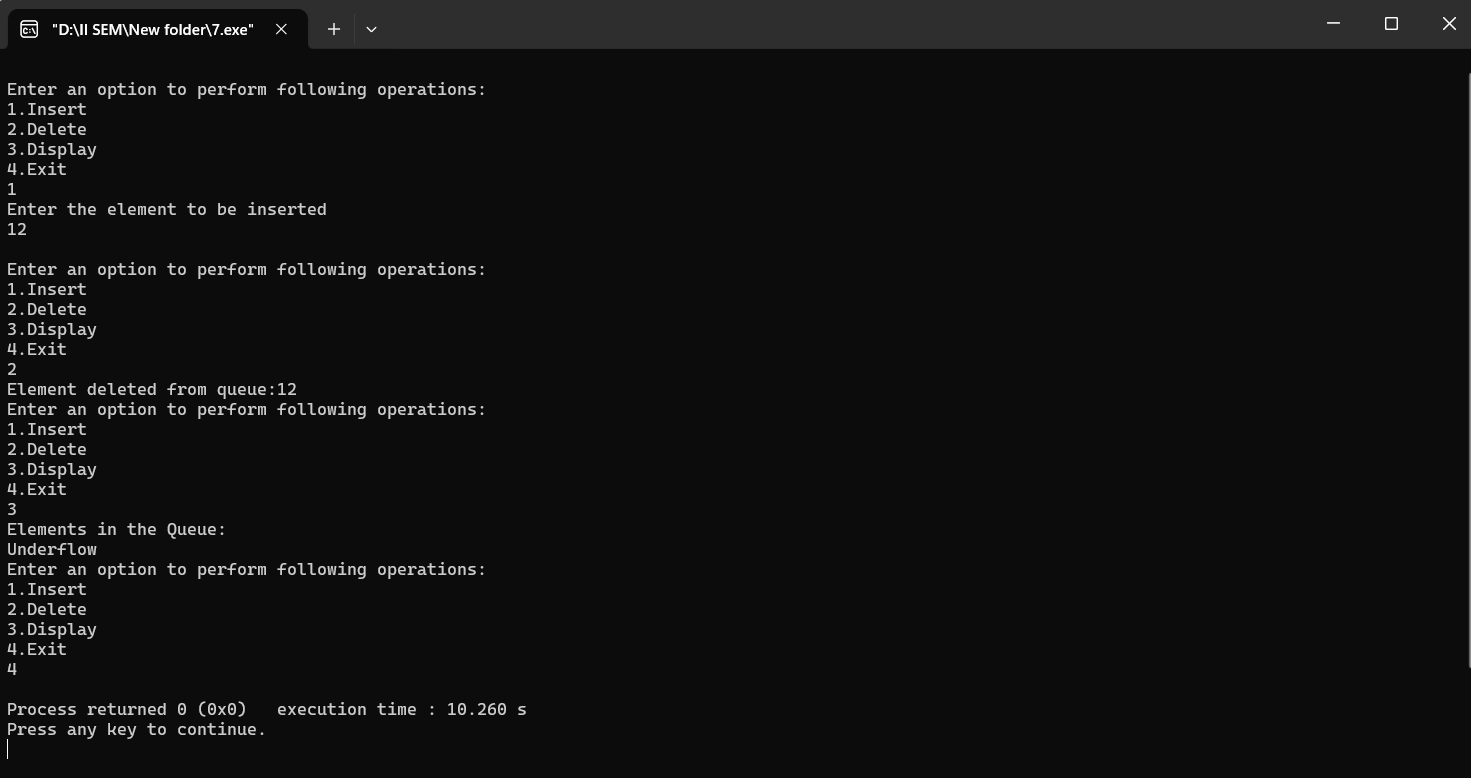 "D:\II SEM\New folder\7.exe"
Enter an option to perform following operations:
1.Insert
2.Delete
3.Display
4.Exit
1
Enter the element to be inserted
12
Enter an option to perform following operations:
1.Insert
2.Delete
3.Display
4.Exit
2
Element deleted from queue:12
Enter an option to perform following operations:
1.Insert
2.Delete
3.Display
4.Exit
3
Elements in the Queue:
Underflow
Enter an option to perform following operations:
1.Insert
2.Delete
3.Display
4.Exit
4
Process returned 0 (0x0)   execution time : 10.260 s
Press any key to continue.